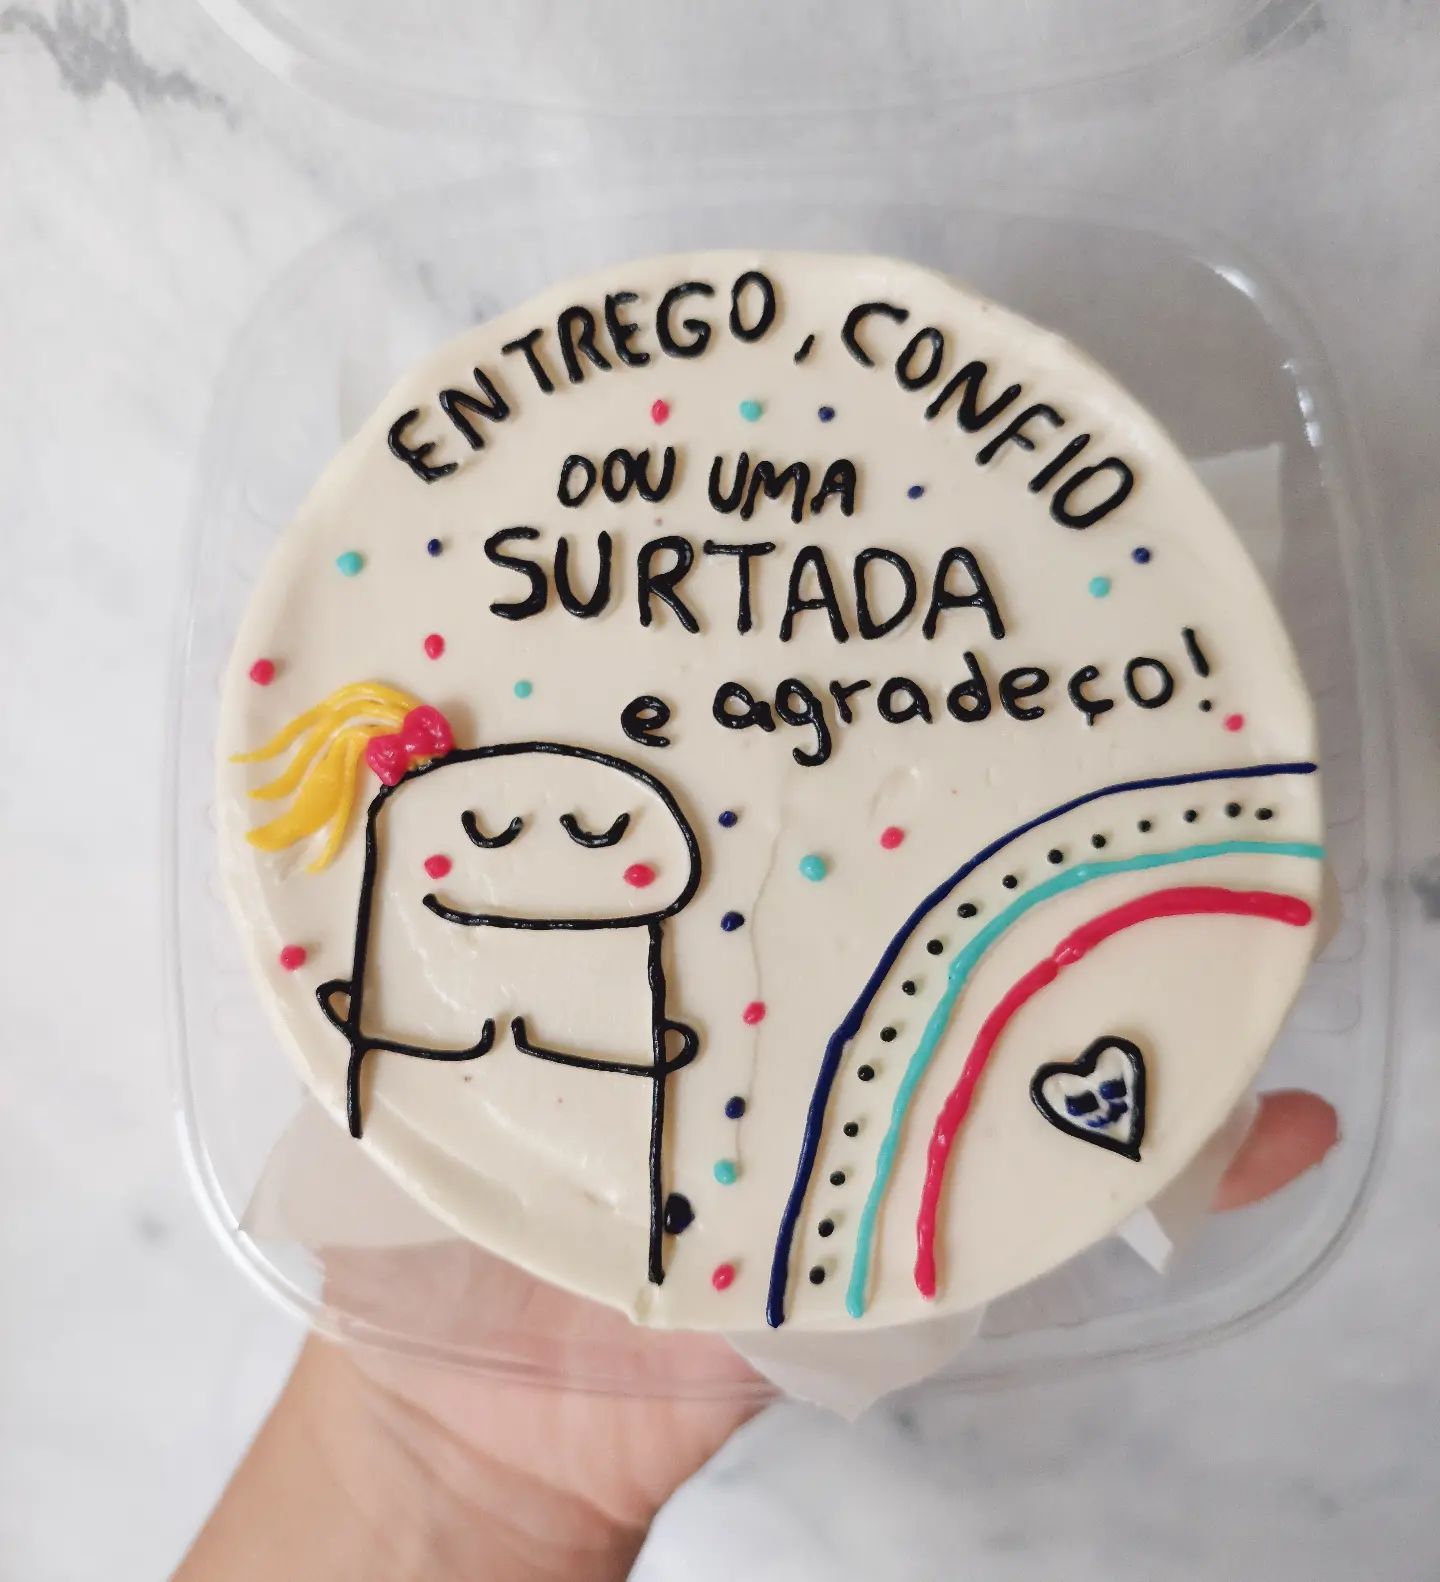 ENTREGO, CONFIO
DOU UMA
SURTADA
e agradeço!